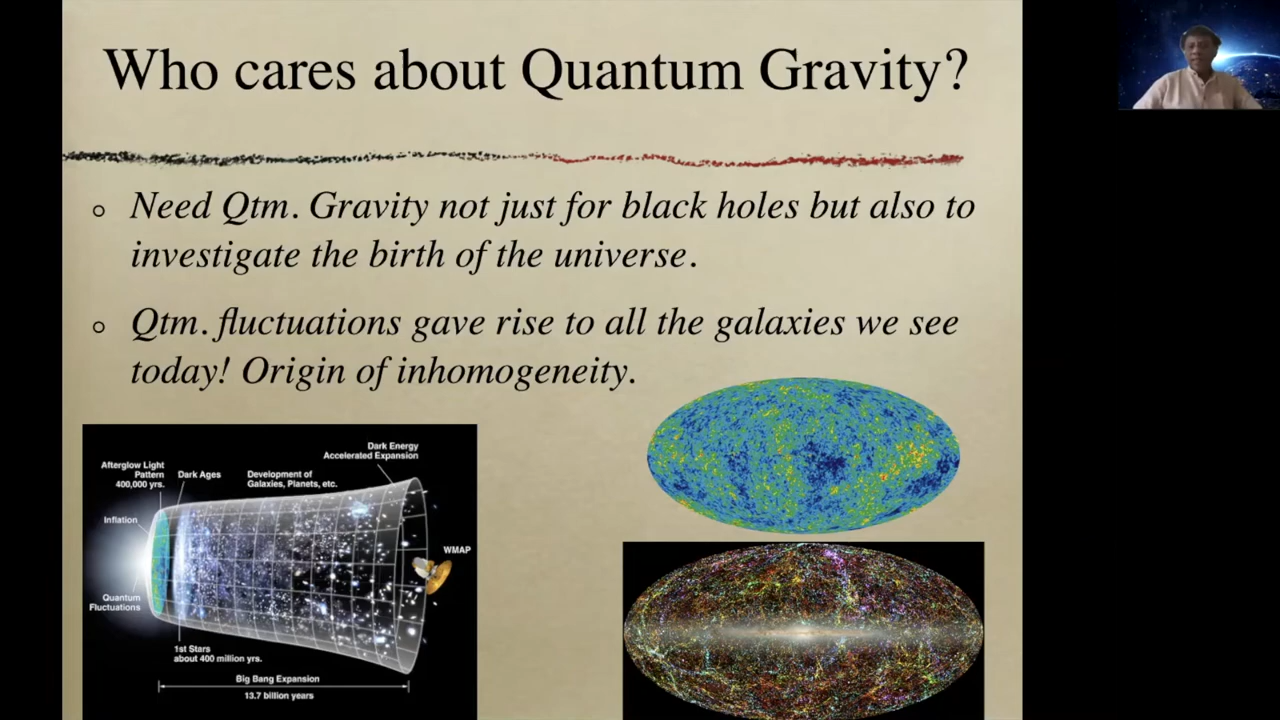 Who cares about Quantum Gravity?
Need Qtm. Gravity not just for black holes but also to
investigate the birth of the universe.
Qtm. fluctuations gave rise to all the galaxies we see
today! Origin of inhomogeneity.
Dark Energy
Accelerated Expansion
Afterglow Light
Pattern
400,000 yrs.
Dark Ages
Development of
Galaxies, Planets, etc.
Inflation
WMAP
Quantum
Fluctuations
1st Stars
about 400 million yrs.
Big Bang Expansion
13.7 billion years